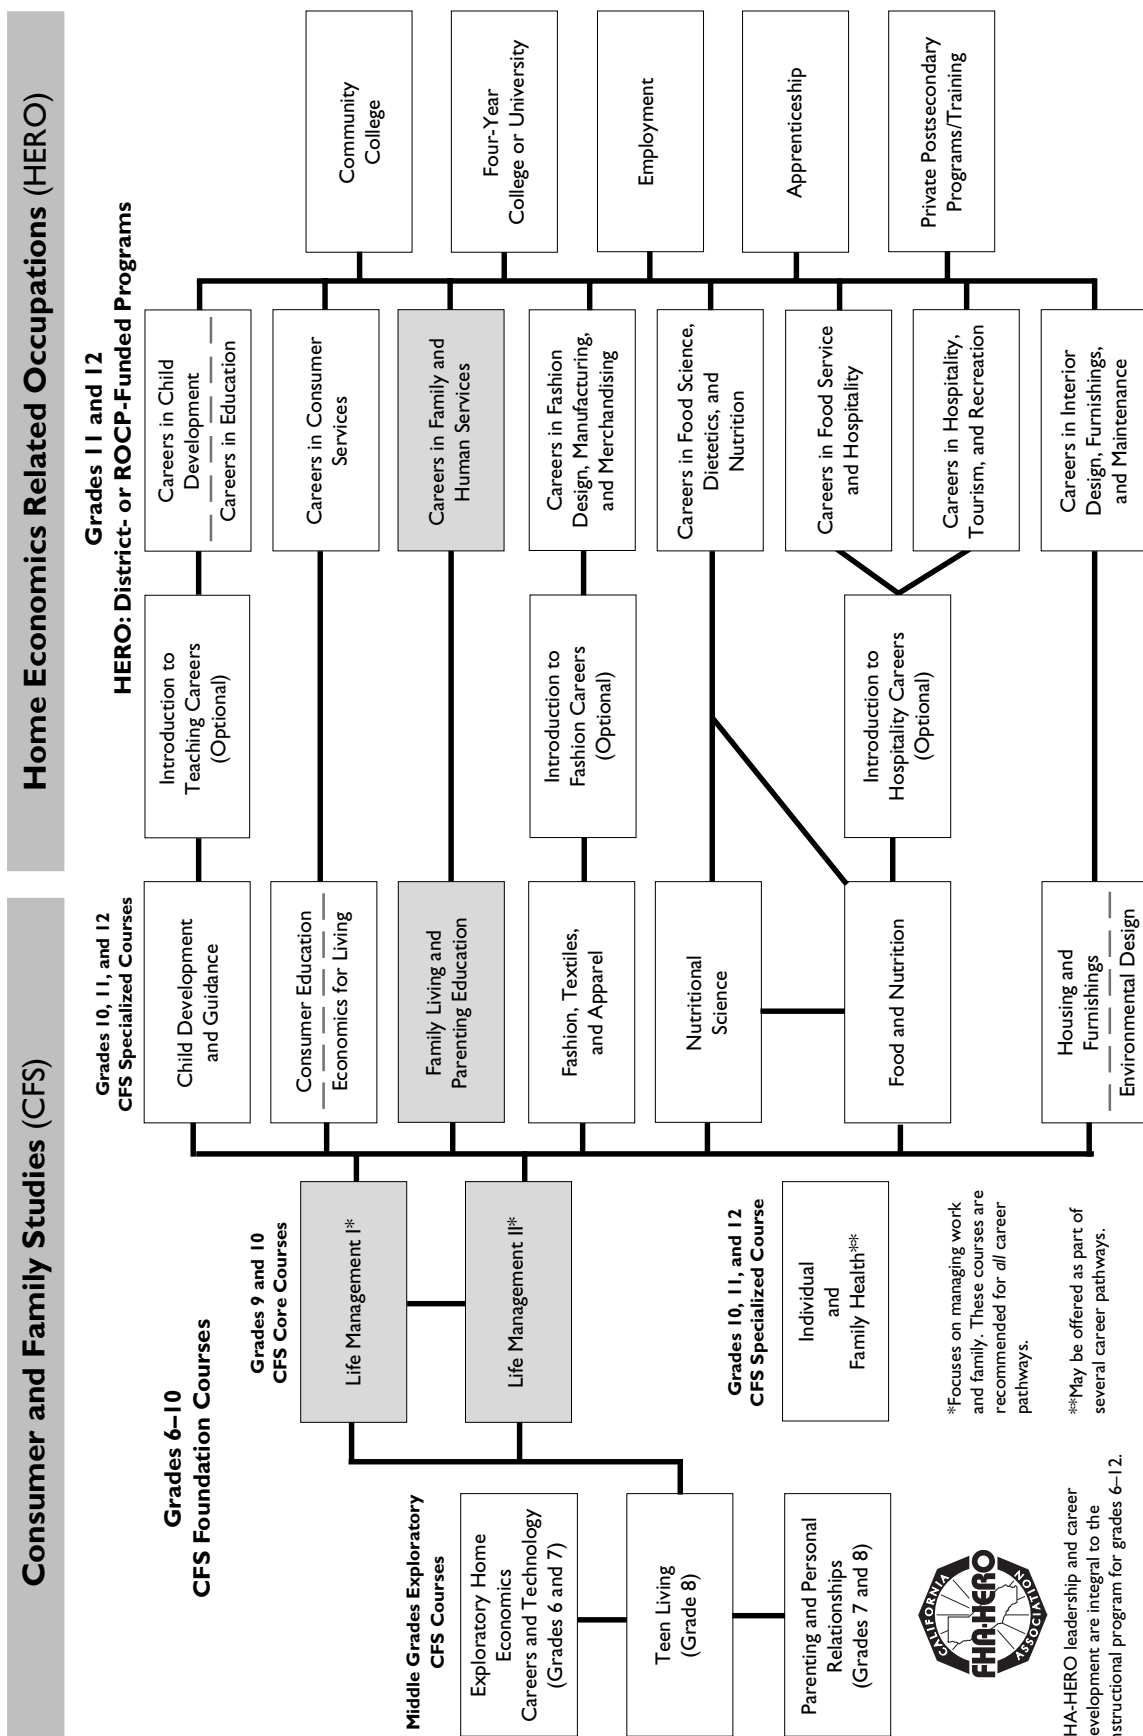 Consumer and Family Studies (CFS)
Home Economics Related Occupations (HERO)
Grades 6–10
CFS Foundation Courses
Middle Grades Exploratory
CFS Courses
Exploratory Home
Economics
Careers and Technology
(Grades 6 and 7)
Teen Living
(Grade 8)
Parenting and Personal
Relationships
(Grades 7 and 8)
Grades 9 and 10
CFS Core Courses
Life Management I*
Life Management II*
Grades 10, 11, and 12
CFS Specialized Course
Individual
and
Family Health**
Grades 10, 11, and 12
CFS Specialized Courses
Child Development
and Guidance
Consumer Education
Economics for Living
Family Living and
Parenting Education
Fashion, Textiles,
and Apparel
Nutritional
Science
Food and Nutrition
Housing and
Furnishings
Environmental Design
Introduction to
Teaching Careers
(Optional)
Introduction to
Fashion Careers
(Optional)
Introduction to
Hospitality Careers
(Optional)
Grades 11 and 12
HERO: District- or ROCP-Funded Programs
Careers in Child
Development
Careers in Education
Careers in Consumer
Services
Careers in Family and
Human Services
Careers in Fashion
Design, Manufacturing,
and Merchandising
Careers in Food Science,
Dietetics, and
Nutrition
Careers in Food Service
and Hospitality
Careers in Hospitality,
Tourism, and Recreation
Careers in Interior
Design, Furnishings,
and Maintenance
Community
College
Four-Year
College or University
Employment
Apprenticeship
Private Postsecondary
Programs/Training
*Focuses on managing work
and family. These courses are
recommended for all career
pathways.
**May be offered as part of
several career pathways.
CALIFORNIA
FHA-HERO
ASSOCIATION
HA-HERO leadership and career
evelopment are integral to the
nstructional program for grades 6–12.